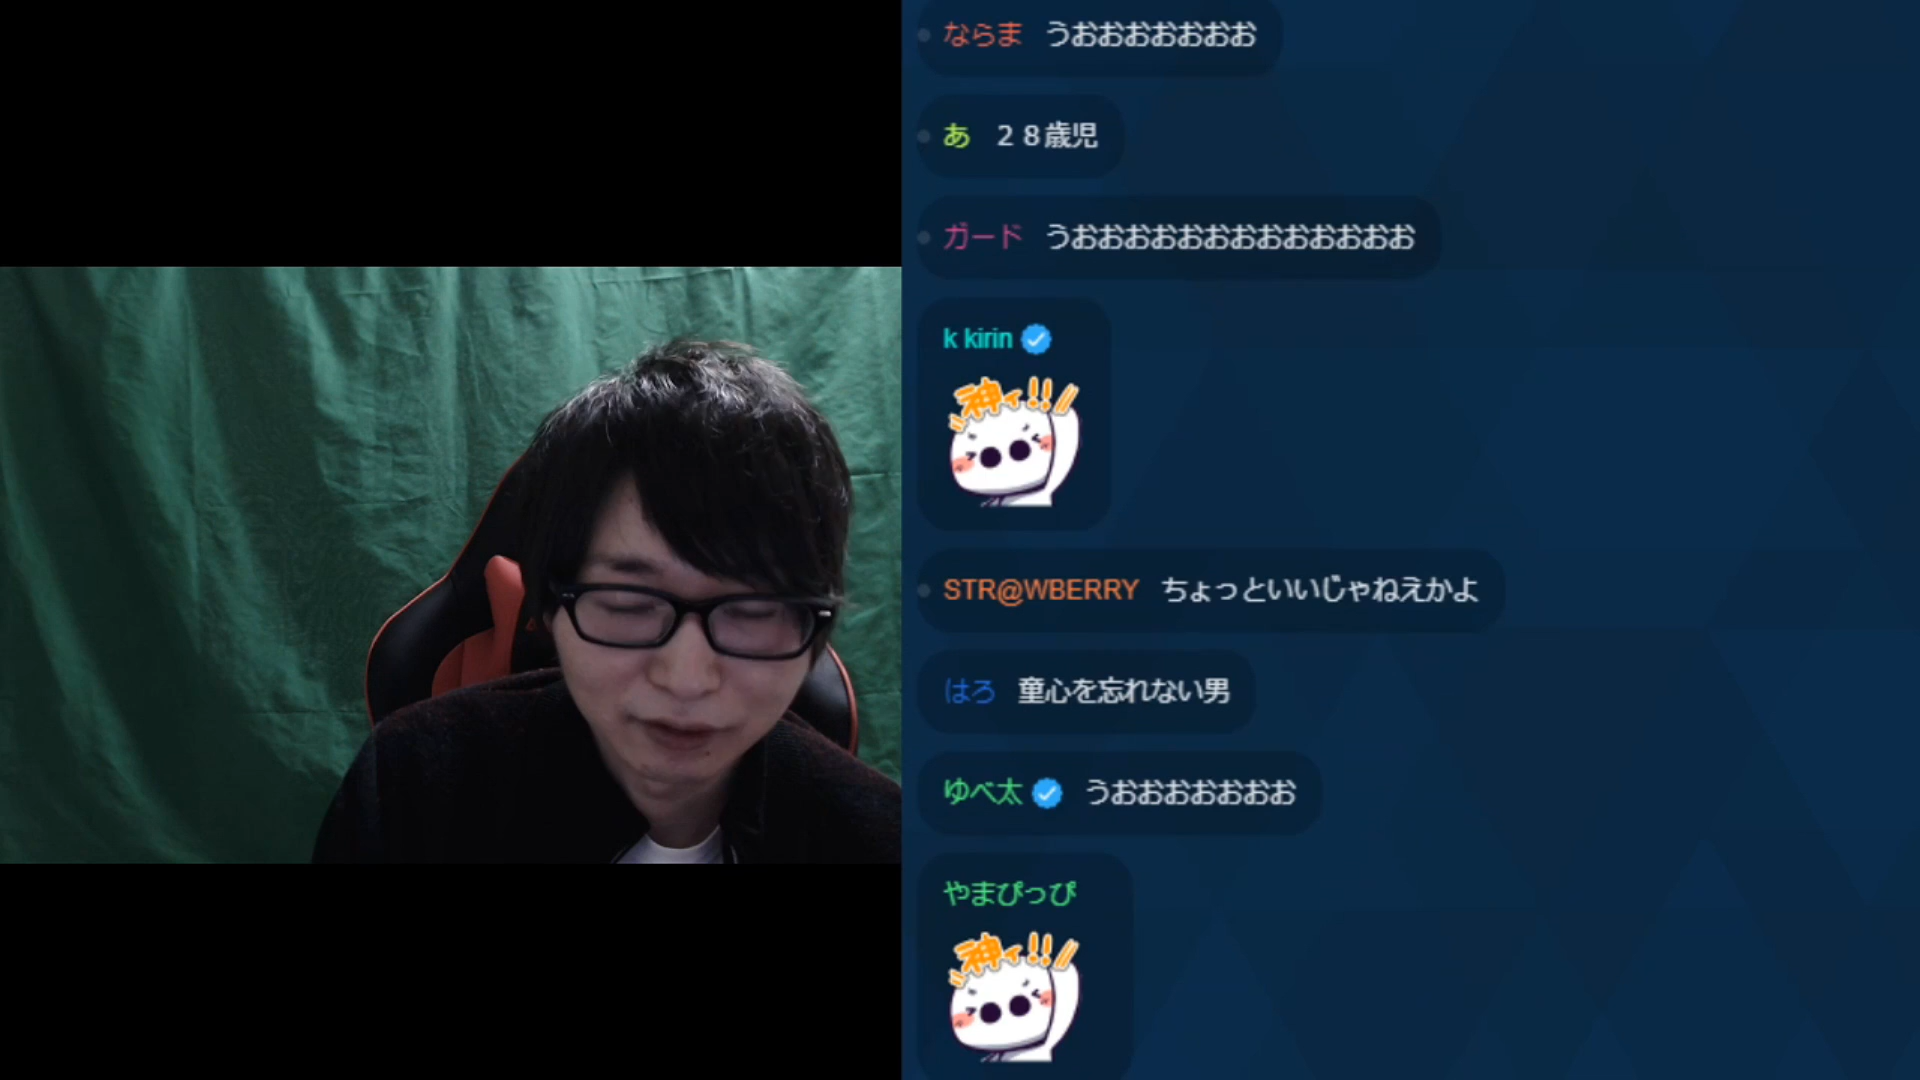 ならま うおおおおおおお
あ ２８歳児
ガード うおおおおおおおおおおおおお
k kirin
神ィ!!
STR@WBERRY ちょっといいじゃねえかよ
はろ 童心を忘れない男
ゆべ太 うおおおおおおお
やまぴっぴ
神ィ!!